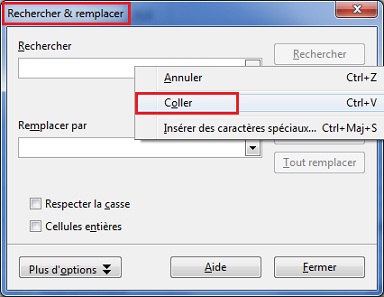 Rechercher & remplacer
Rechercher
Rechercher
Annuler Ctrl+Z
Coller Ctrl+V
Insérer des caractères spéciaux... Ctrl+Maj+S
Remplacer par
Tout remplacer
Respecter la casse
Cellules entières
Plus d'options
Aide
Fermer